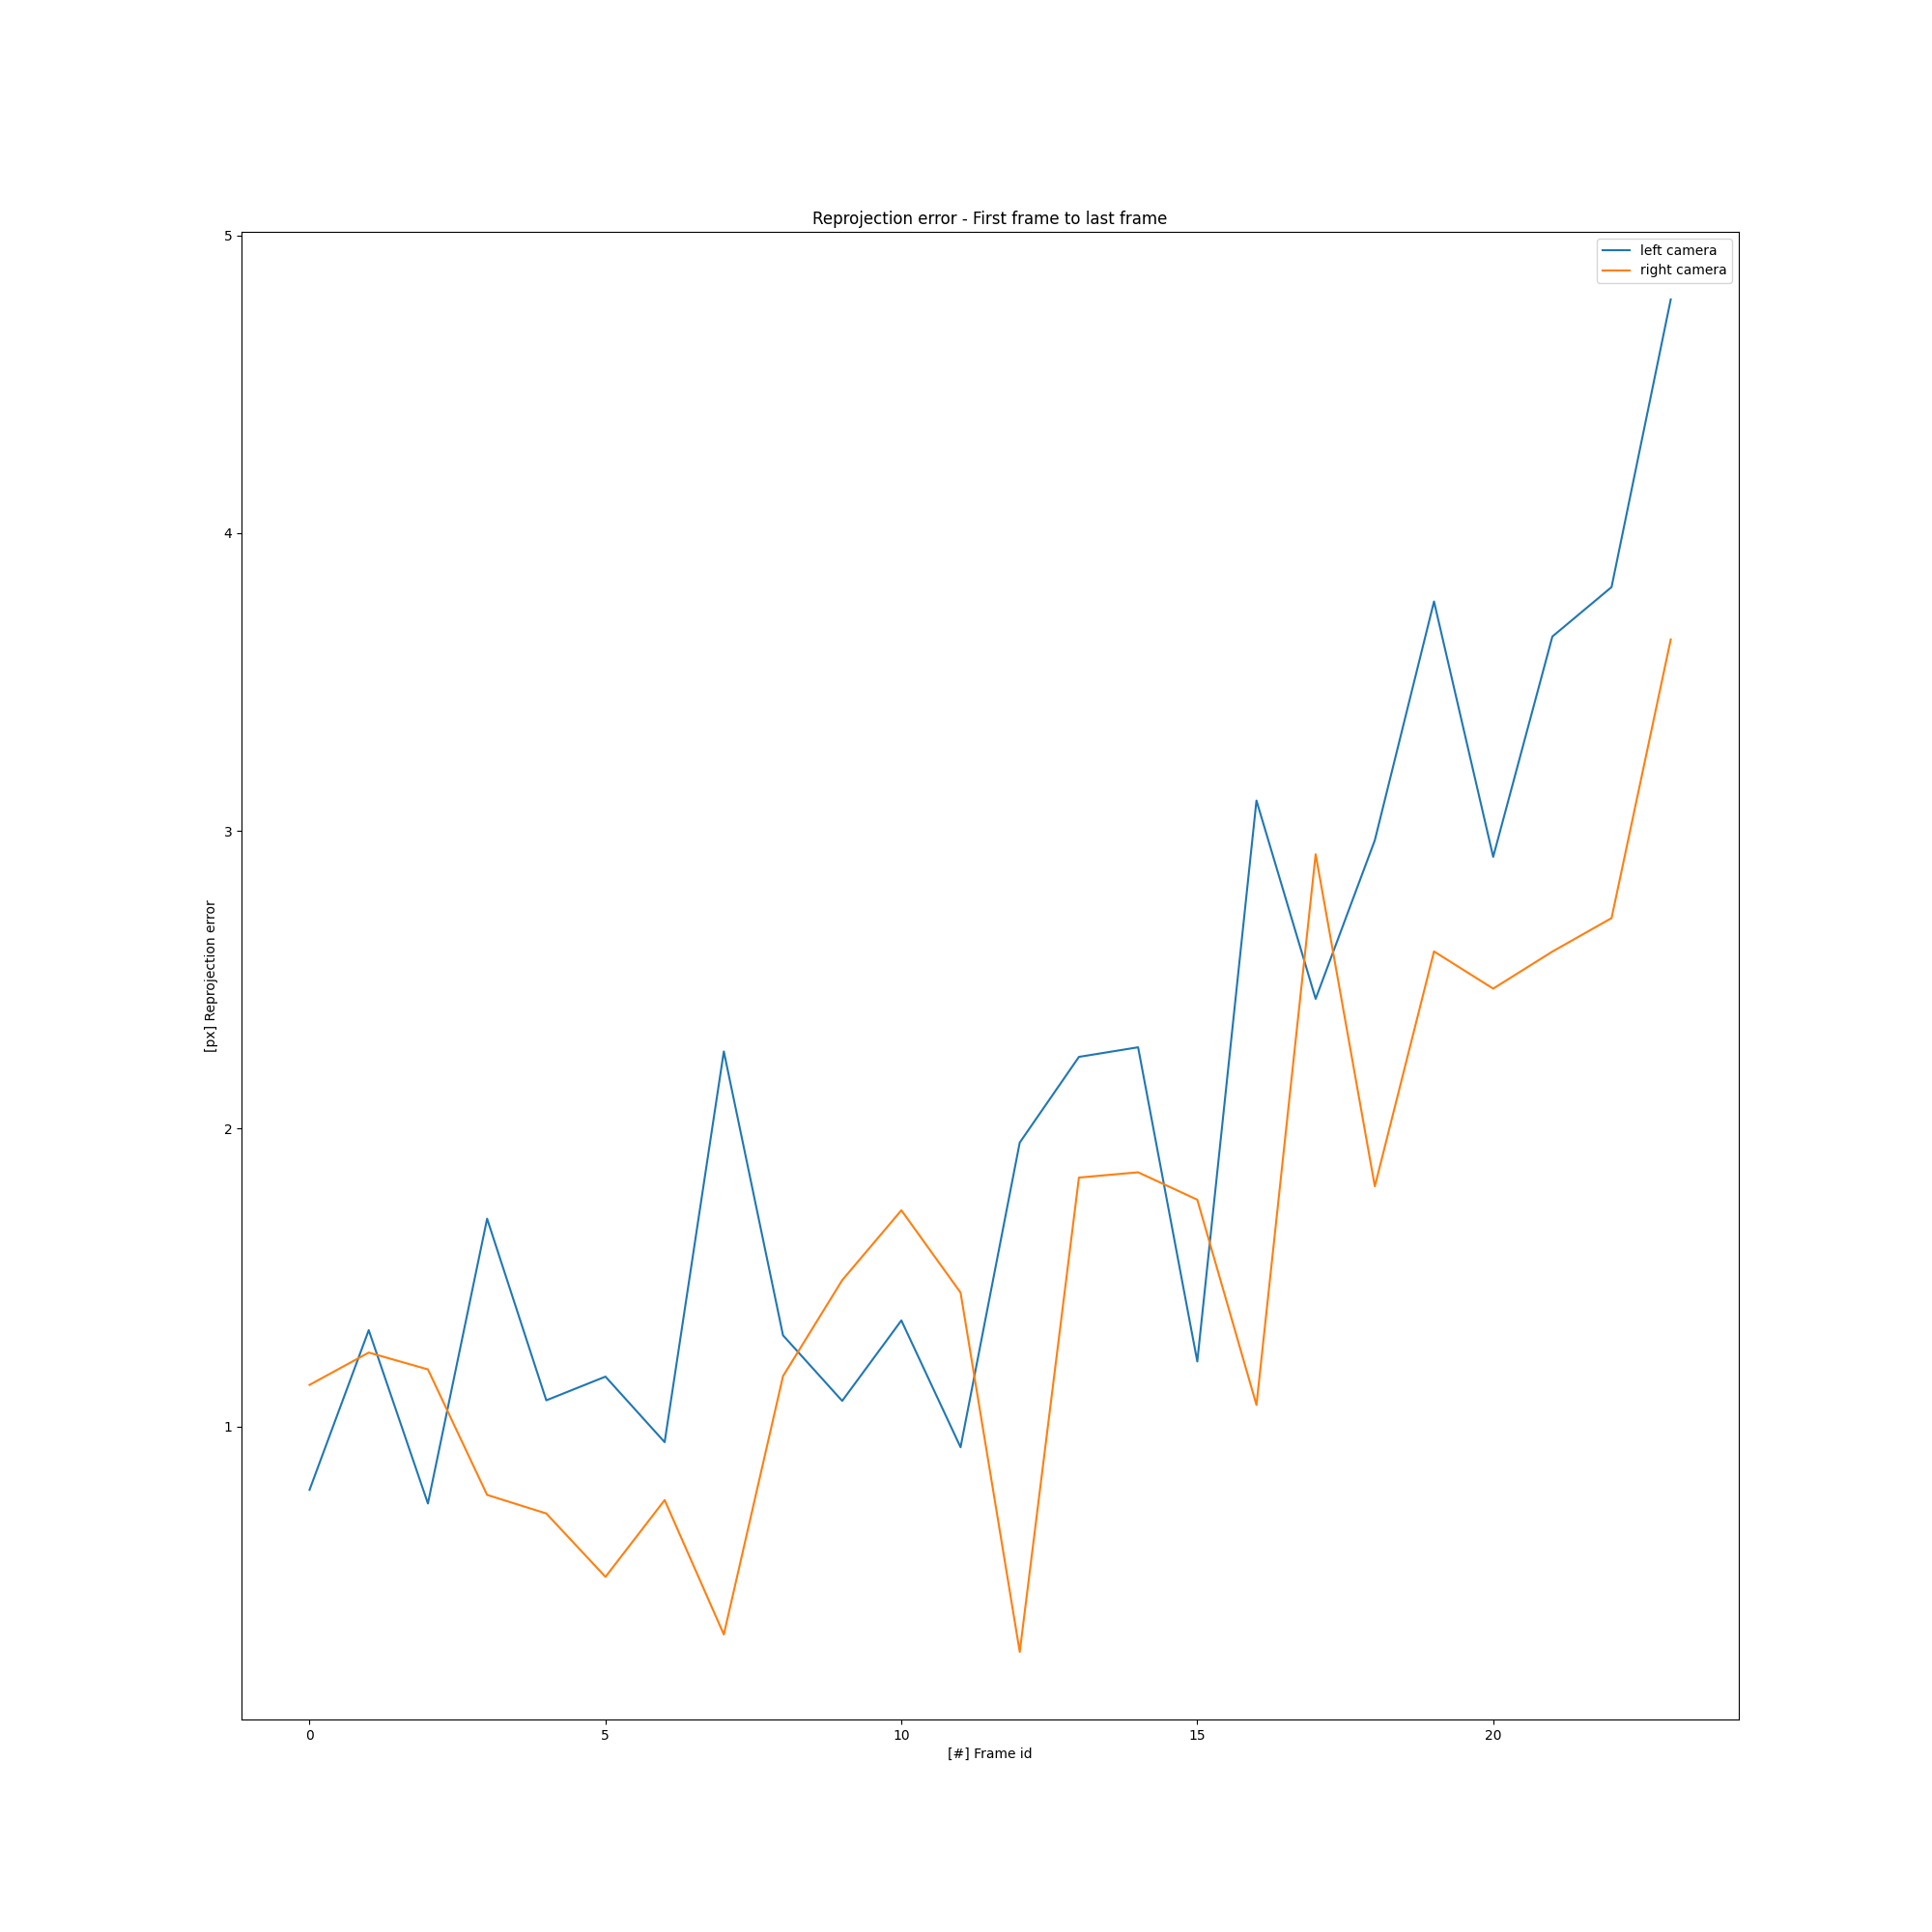 Reprojection error - First frame to last frame
left camera
right camera
5
4
3
2
1
[px] Reprojection error
0 5 10 15 20
[#] Frame id